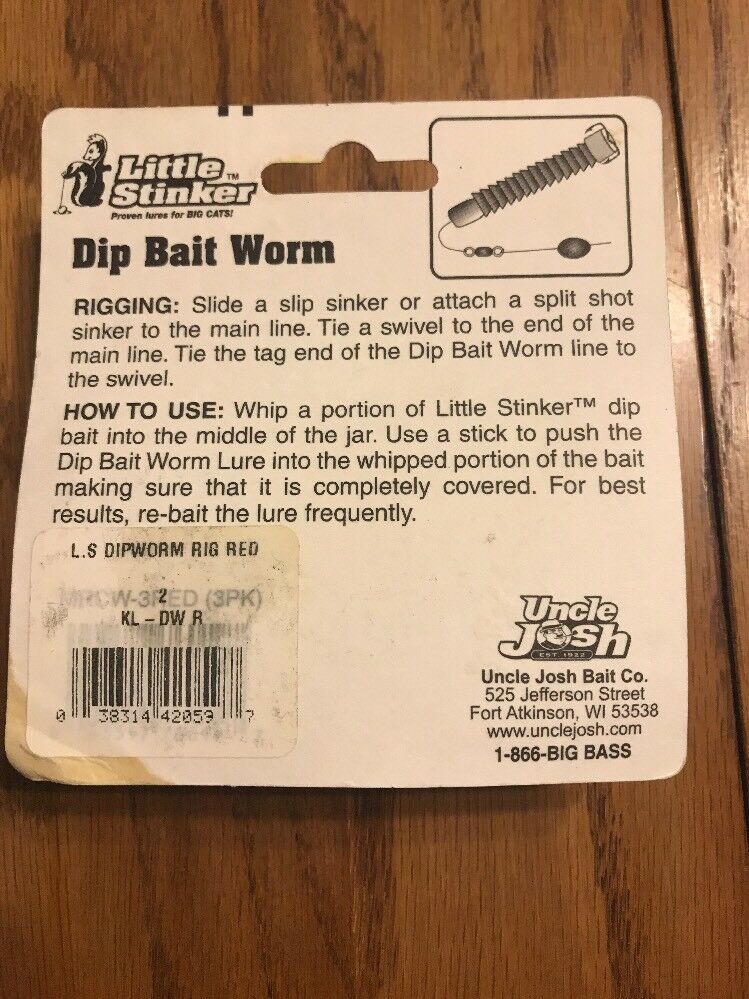 Little Stinker™
Proven lures for BIG CATS!
Dip Bait Worm
RIGGING: Slide a slip sinker or attach a split shot
sinker to the main line. Tie a swivel to the end of the
main line. Tie the tag end of the Dip Bait Worm line to
the swivel.
HOW TO USE: Whip a portion of Little Stinker™ dip
bait into the middle of the jar. Use a stick to push the
Dip Bait Worm Lure into the whipped portion of the bait
making sure that it is completely covered. For best
results, re-bait the lure frequently.
L.S DIPWORM RIG RED
2
(3PK)
KL-DW R
0 38314 42059 7
Uncle
Josh
EST. 1922
Uncle Josh Bait Co.
525 Jefferson Street
Fort Atkinson, WI 53538
www.unclejosh.com
1-866-BIG BASS